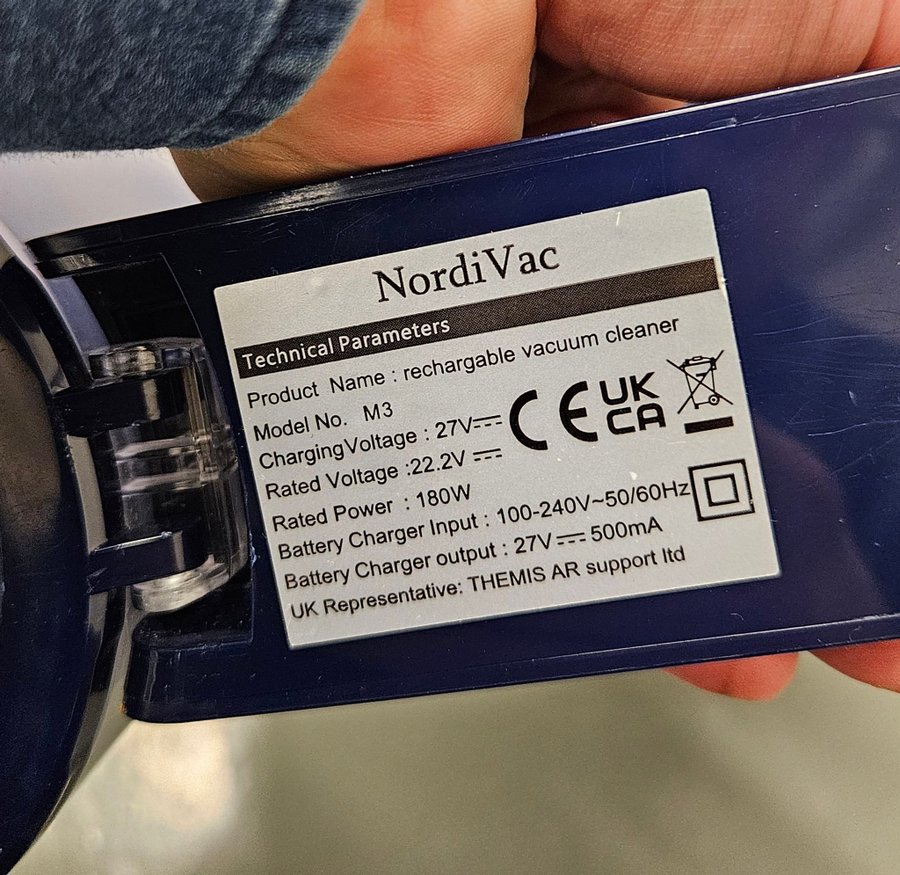 NordiVac
Technical Parameters
Product Name : rechargable vacuum cleaner
Model No. M3
ChargingVoltage : 27V⎓
Rated Voltage :22.2V ⎓
CE UK
CA
Rated Power : 180W
Battery Charger Input : 100-240V~50/60Hz
Battery Charger output : 27V⎓500mA
UK Representative: THEMIS AR support ltd